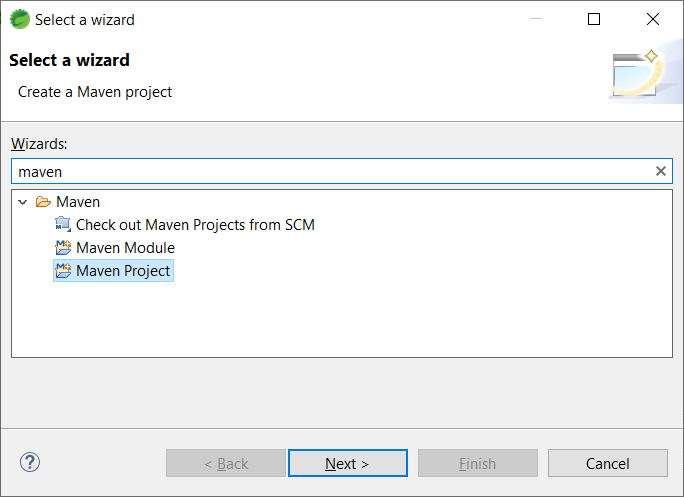 Select a wizard
Select a wizard
Create a Maven project
Wizards:
maven
Maven
Check out Maven Projects from SCM
Maven Module
Maven Project
< Back
Next >
Finish
Cancel